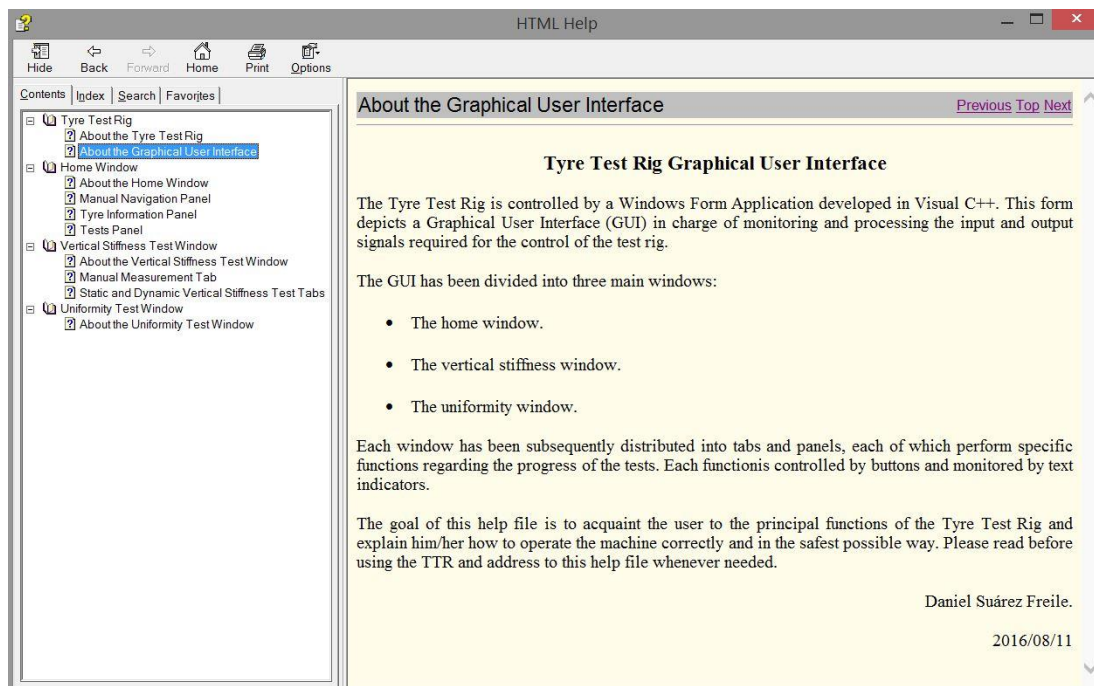 HTML Help
Hide Back Forward Home Print Options
Contents Index Search Favorites
Tyre Test Rig
About the Tyre Test Rig
About the Graphical User Interface
Home Window
About the Home Window
Manual Navigation Panel
Tyre Information Panel
Tests Panel
Vertical Stiffness Test Window
About the Vertical Stiffness Test Window
Manual Measurement Tab
Static and Dynamic Vertical Stiffness Test Tabs
Uniformity Test Window
About the Uniformity Test Window
About the Graphical User Interface Previous Top Next
Tyre Test Rig Graphical User Interface
The Tyre Test Rig is controlled by a Windows Form Application developed in Visual C++. This form
depicts a Graphical User Interface (GUI) in charge of monitoring and processing the input and output
signals required for the control of the test rig.
The GUI has been divided into three main windows:
• The home window.
• The vertical stiffness window.
• The uniformity window.
Each window has been subsequently distributed into tabs and panels, each of which perform specific
functions regarding the progress of the tests. Each functionis controlled by buttons and monitored by text
indicators.
The goal of this help file is to acquaint the user to the principal functions of the Tyre Test Rig and
explain him/her how to operate the machine correctly and in the safest possible way. Please read before
using the TTR and address to this help file whenever needed.
Daniel Suárez Freile.
2016/08/11